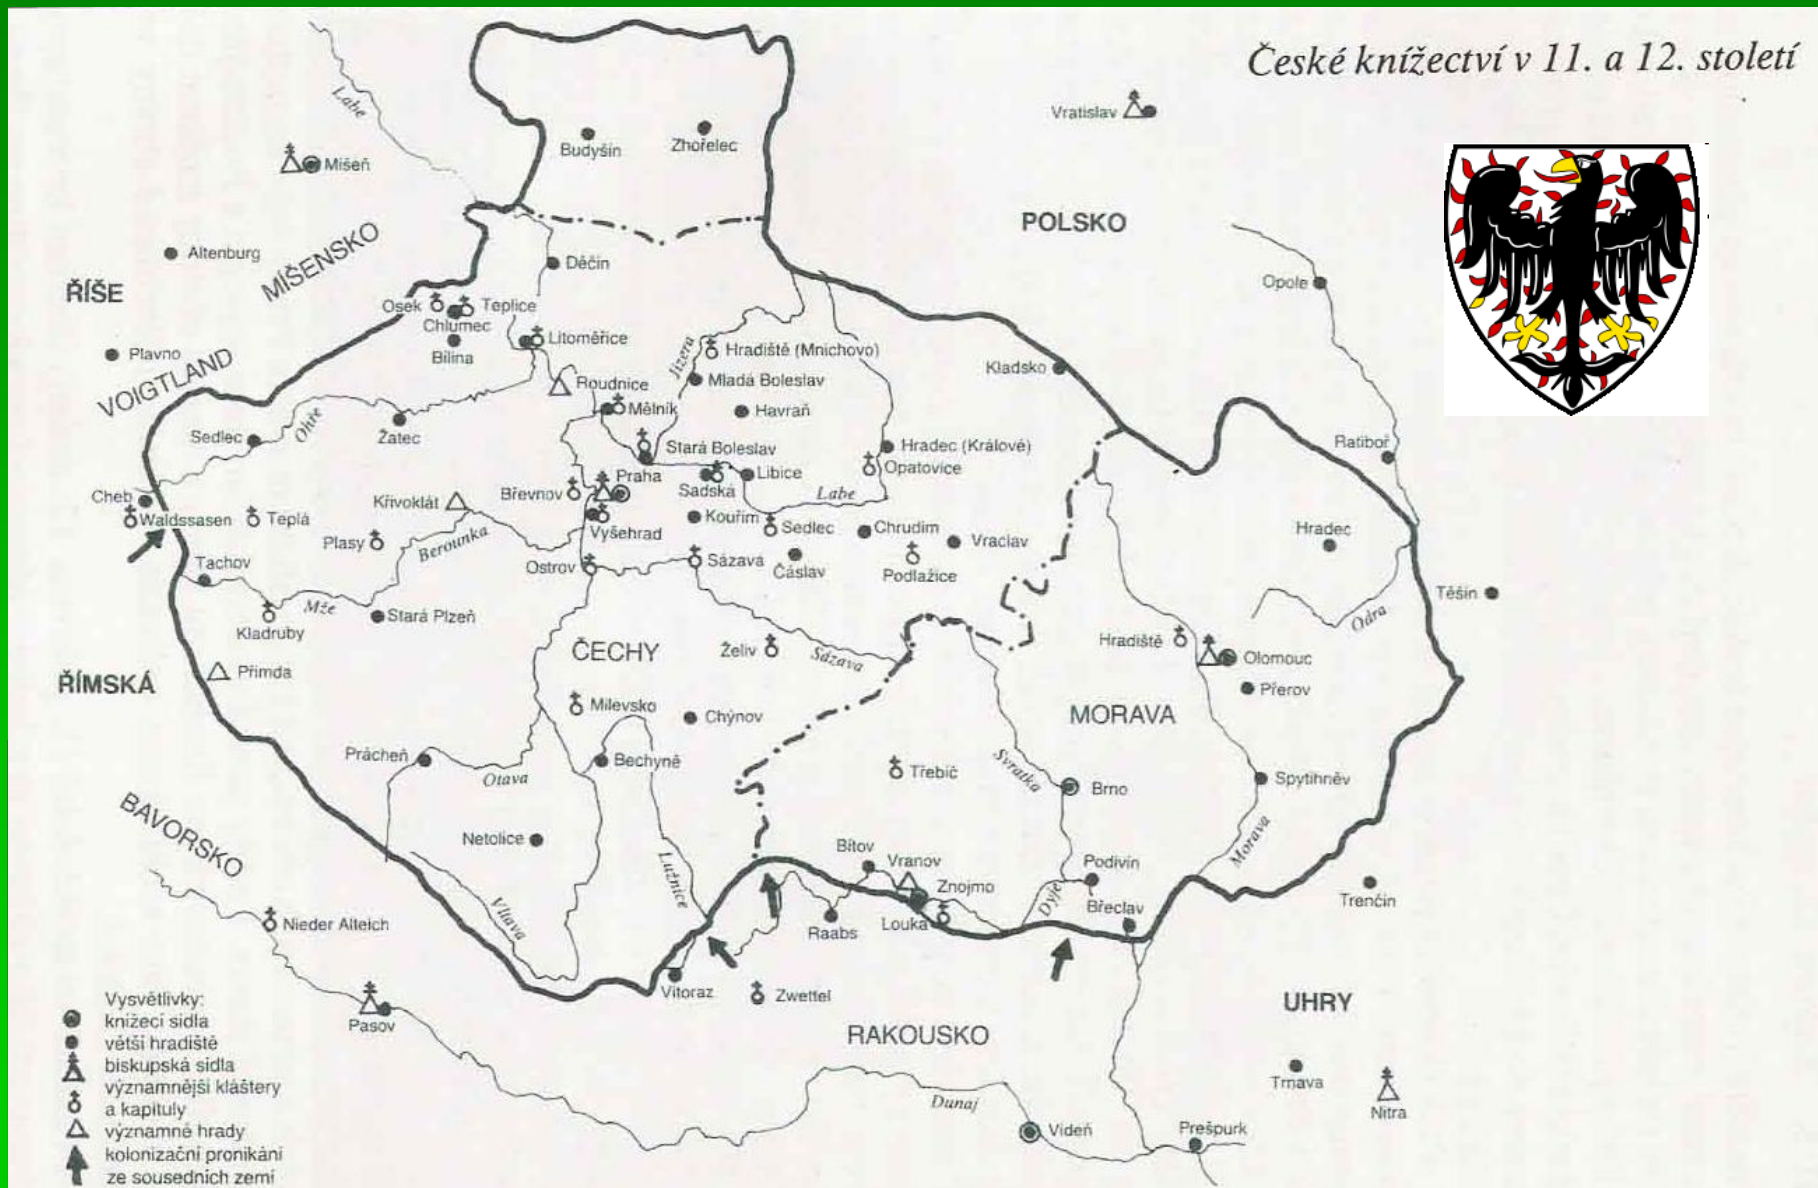 České knížectví v 11. a 12. století
Labe
Vratislav
Budyšín
Zhořelec
Míšeň
POLSKO
Altenburg
MÍŠENSKO
Děčín
Opole
ŘÍŠE
Osek
Teplice
Chlumec
Bílina
Litoměřice
Jizera
Hradiště (Mnichovo)
Plavno
VOIGTLAND
Kladsko
Roudnice
Mladá Boleslav
Mělník
Havraň
Sedlec
Ohře
Žatec
Stará Boleslav
Hradec (Králové)
Ratiboř
Opatovice
Praha
Sadská
Libice
Labe
Cheb
Křivoklát
Břevnov
Waldssasen
Teplá
Vyšehrad
Kouřim
Sedlec
Chrudim
Vraclav
Hradec
Plasy
Berounka
Tachov
Ostrov
Sázava
Čáslav
Podlažice
Těšín
Mže
Stará Plzeň
Kladruby
Odra
ČECHY
Želiv
Sázava
Hradiště
Olomouc
Přimda
ŘÍMSKÁ
Přerov
Milevsko
Chýnov
MORAVA
Prácheň
Otava
Bechyně
Třebíč
Svratka
Brno
Spytihněv
BAVORSKO
Netolice
Lužnice
Bítov
Vranov
Podivín
Morava
Znojmo
Dyje
Břeclav
Trenčín
Vltava
Nieder Alteich
Raabs
Louka
Vitoraz
Zwettel
Pasov
RAKOUSKO
UHRY
Trnava
Nitra
Dunaj
Vídeň
Prešpurk
Vysvětlivky:
knížecí sídla
větší hradiště
biskupská sídla
významnější kláštery
a kapituly
významné hrady
kolonizační pronikání
ze sousedních zemí